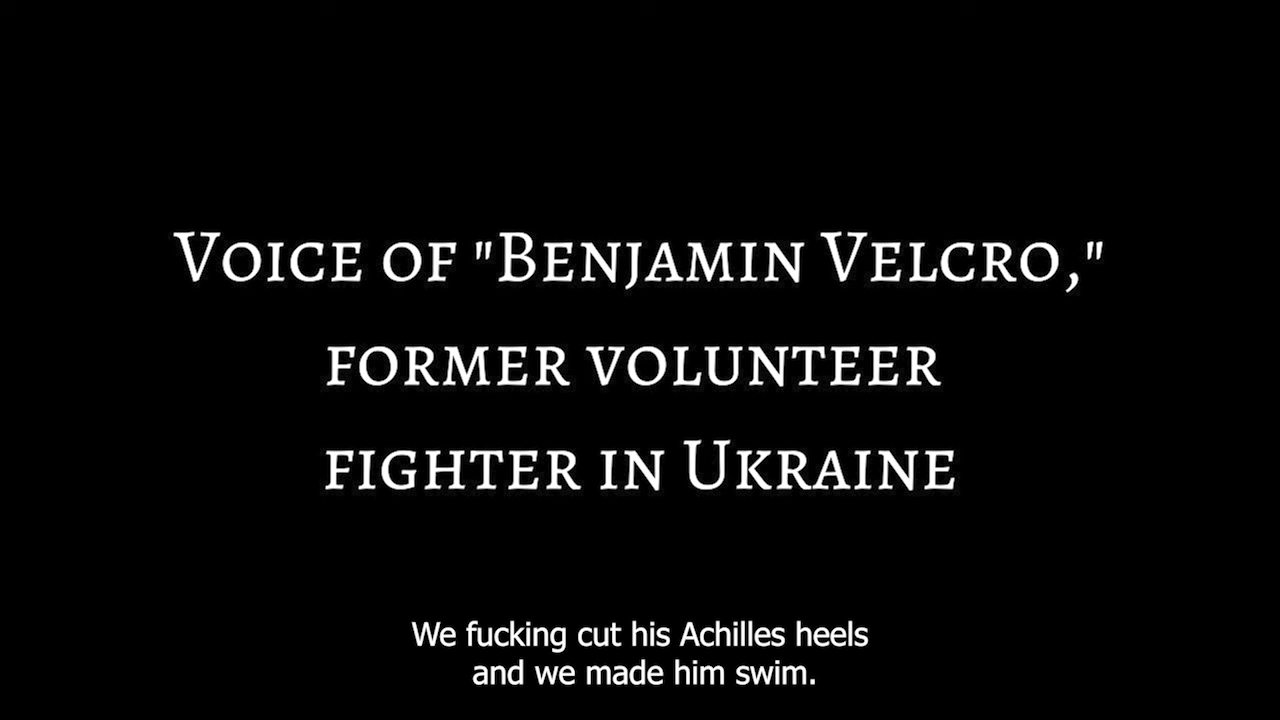 Voice of "Benjamin Velcro,"
former volunteer
fighter in Ukraine
We fucking cut his Achilles heels
and we made him swim.